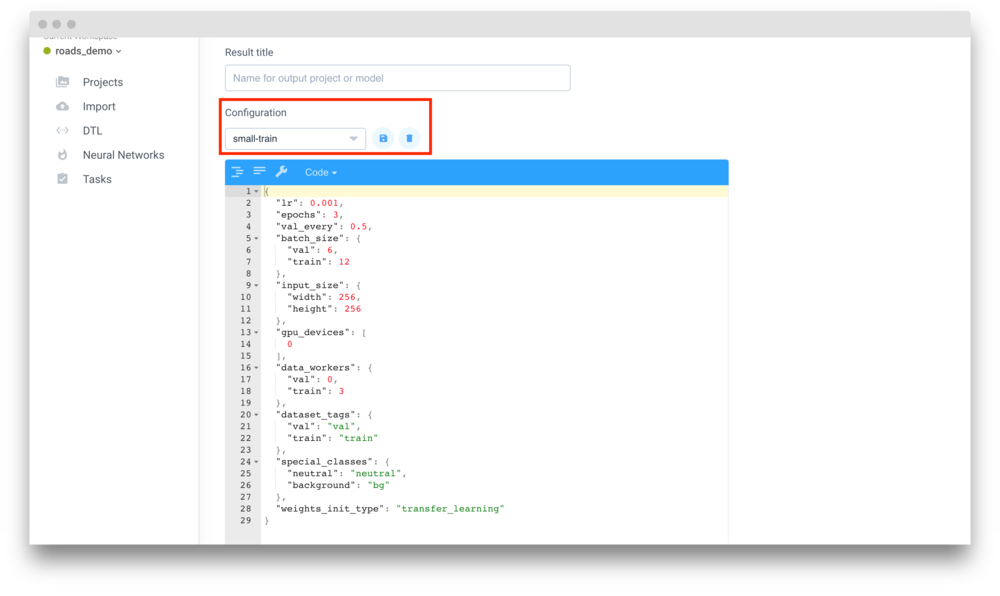 Current Workspace
roads_demo
Projects
Import
DTL
Neural Networks
Tasks
Result title
Name for output project or model
Configuration
small-train
Code
1 {
2 "lr": 0.001,
3 "epochs": 3,
4 "val_every": 0.5,
5 "batch_size": {
6 "val": 6,
7 "train": 12
8 },
9 "input_size": {
10 "width": 256,
11 "height": 256
12 },
13 "gpu_devices": [
14 0
15 ],
16 "data_workers": {
17 "val": 0,
18 "train": 3
19 },
20 "dataset_tags": {
21 "val": "val",
22 "train": "train"
23 },
24 "special_classes": {
25 "neutral": "neutral",
26 "background": "bg"
27 },
28 "weights_init_type": "transfer_learning"
29 }